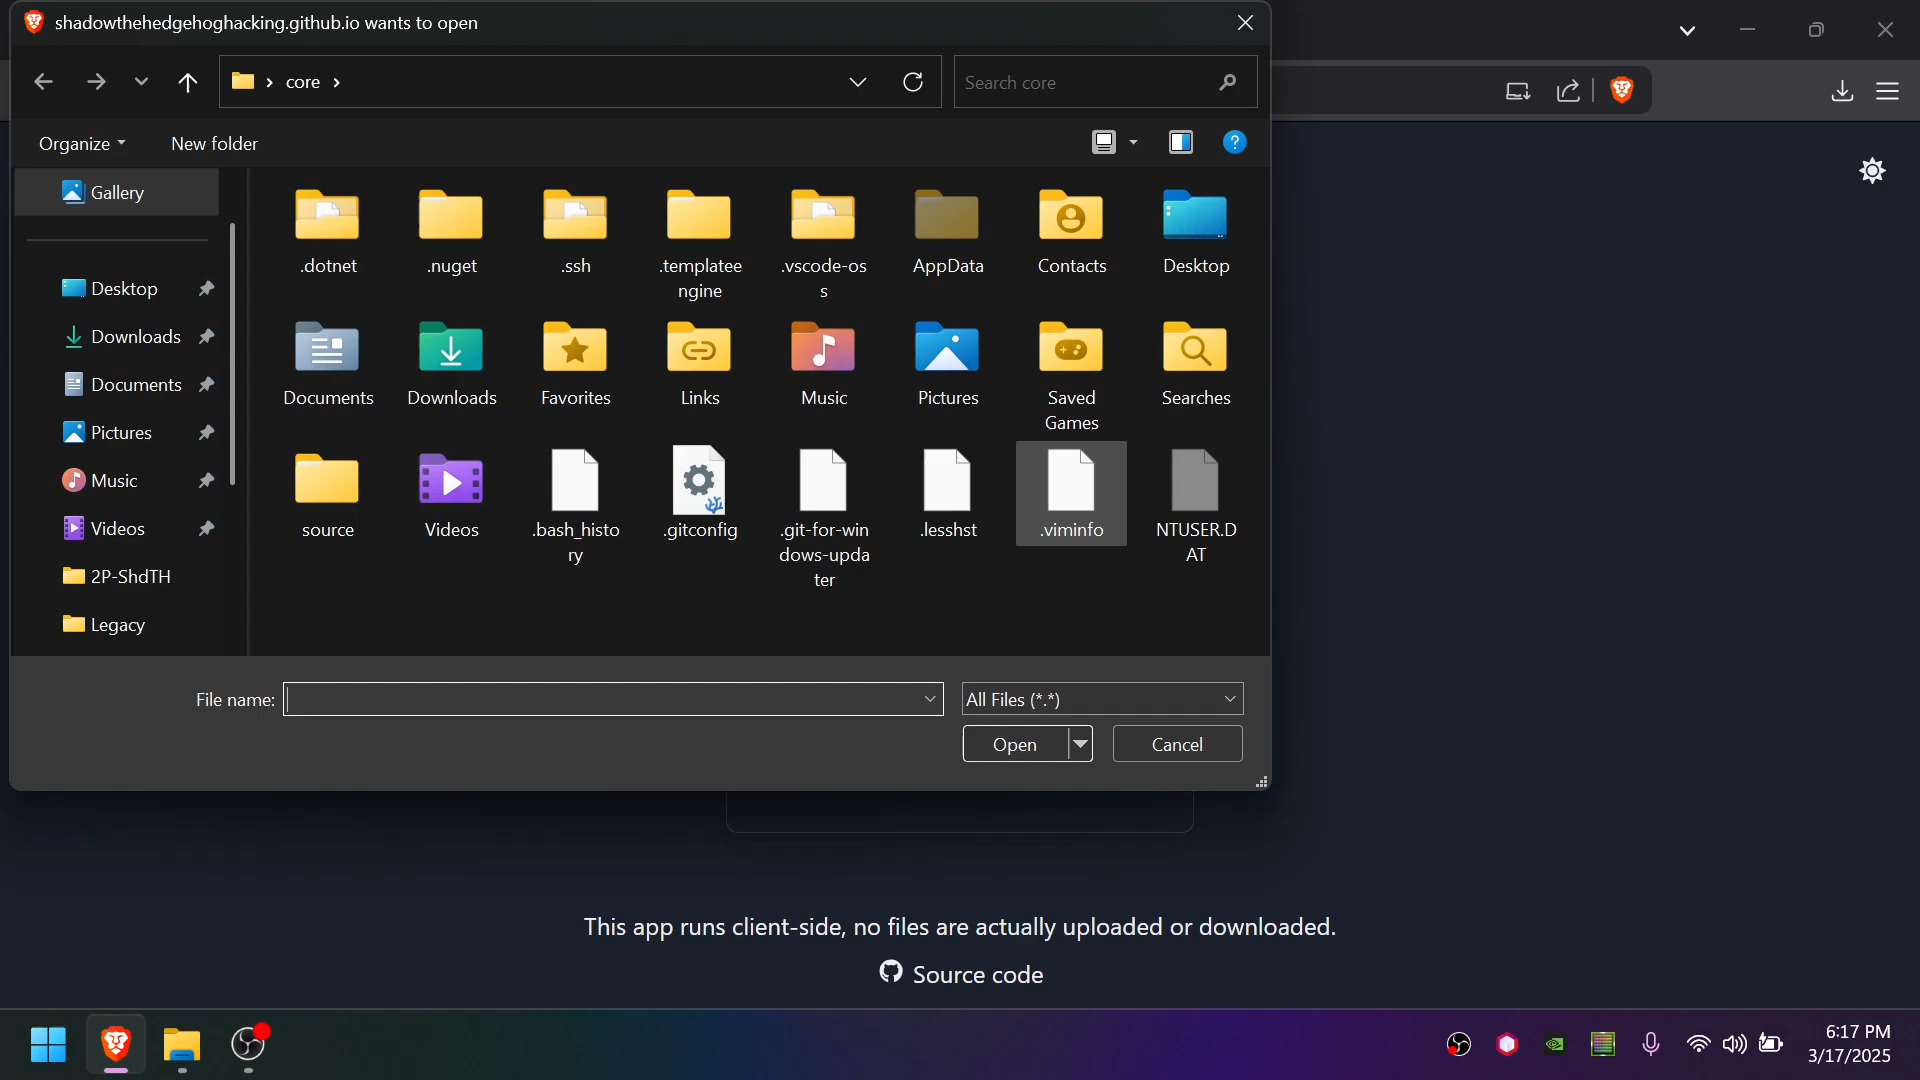 shadowthehedgehoghacking.github.io wants to open
core
Search core
Organize
New folder
Gallery
Desktop
Downloads
Documents
Pictures
Music
Videos
2P-ShdTH
Legacy
.dotnet
.nuget
.ssh
.templatee
ngine
.vscode-os
s
AppData
Contacts
Desktop
Documents
Downloads
Favorites
Links
Music
Pictures
Saved
Games
Searches
source
Videos
.bash_histo
ry
.gitconfig
.git-for-win
dows-upda
ter
.lesshst
.viminfo
NTUSER.D
AT
File name:
All Files (*.*)
Open
Cancel
This app runs client-side, no files are actually uploaded or downloaded.
Source code
6:17 PM
3/17/2025